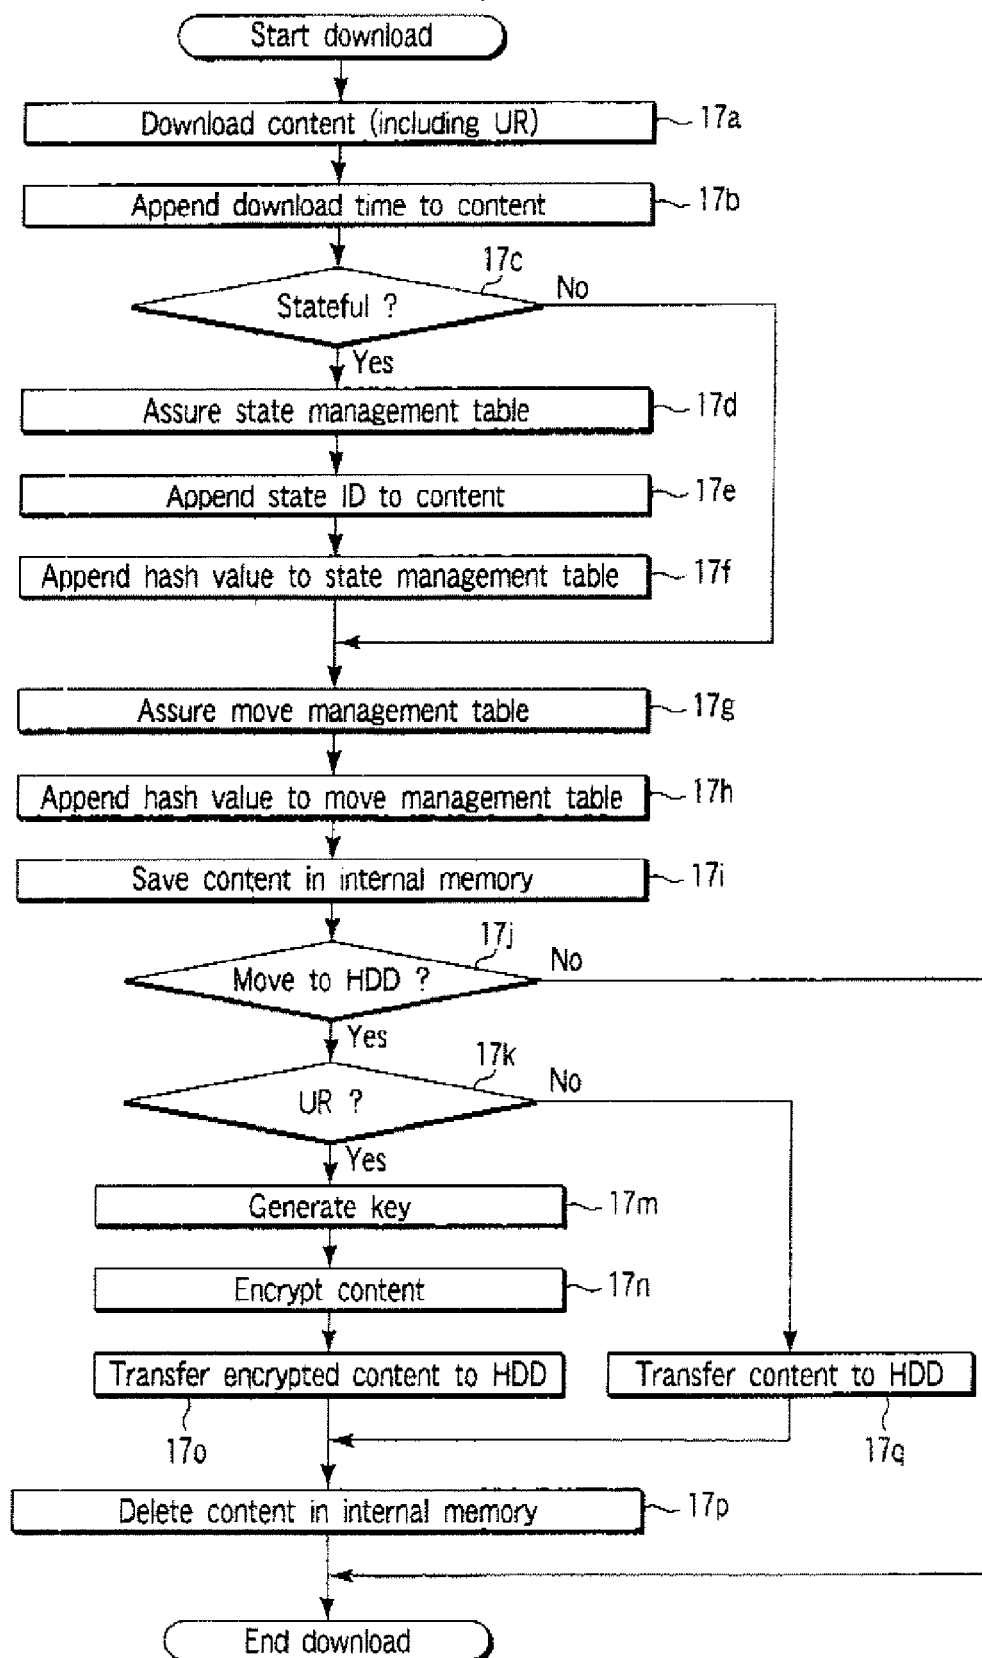 Start download
Download content (including UR)
17a
Append download time to content
17b
17c
Stateful ?
No
Yes
Assure state management table
17d
Append state ID to content
17e
Append hash value to state management table
17f
Assure move management table
17g
Append hash value to move management table
17h
Save content in internal memory
17i
17j
Move to HDD ?
No
Yes
17k
UR ?
No
Yes
Generate key
17m
Encrypt content
17n
Transfer encrypted content to HDD
Transfer content to HDD
17o
17q
Delete content in internal memory
17p
End download